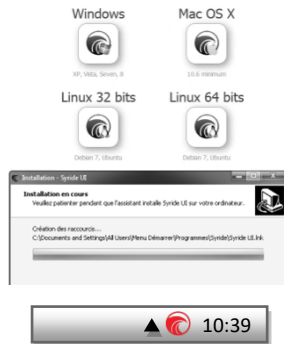 Windows Mac OS X
XP, Vista, Seven, 8 10.6 minimum
Linux 32 bits Linux 64 bits
Debian 7, Ubuntu Debian 7, Ubuntu
Installation - Syride UI
Installation en cours
Veuillez patienter pendant que l'assistant installe Syride UI sur votre ordinateur.
Création des raccourcis...
C:\Documents and Settings\All Users\Menu Démarrer\Programmes\Syride\Syride UI.lnk
10:39